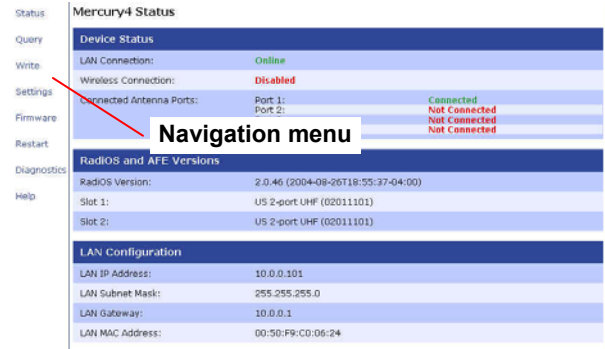 Status
Query
Write
Settings
Firmware
Restart
Diagnostics
Help
Mercury4 Status
Device Status
LAN Connection: Online
Wireless Connection: Disabled
Connected Antenna Ports: Port 1: Connected
Port 2: Not Connected
Not Connected
Not Connected
Navigation menu
RadiOS and AFE Versions
RadiOS Version: 2.0.46 (2004-08-26T18:55:37-04:00)
Slot 1: US 2-port UHF (02011101)
Slot 2: US 2-port UHF (02011101)
LAN Configuration
LAN IP Address: 10.0.0.101
LAN Subnet Mask: 255.255.255.0
LAN Gateway: 10.0.0.1
LAN MAC Address: 00:50:F9:C0:06:24